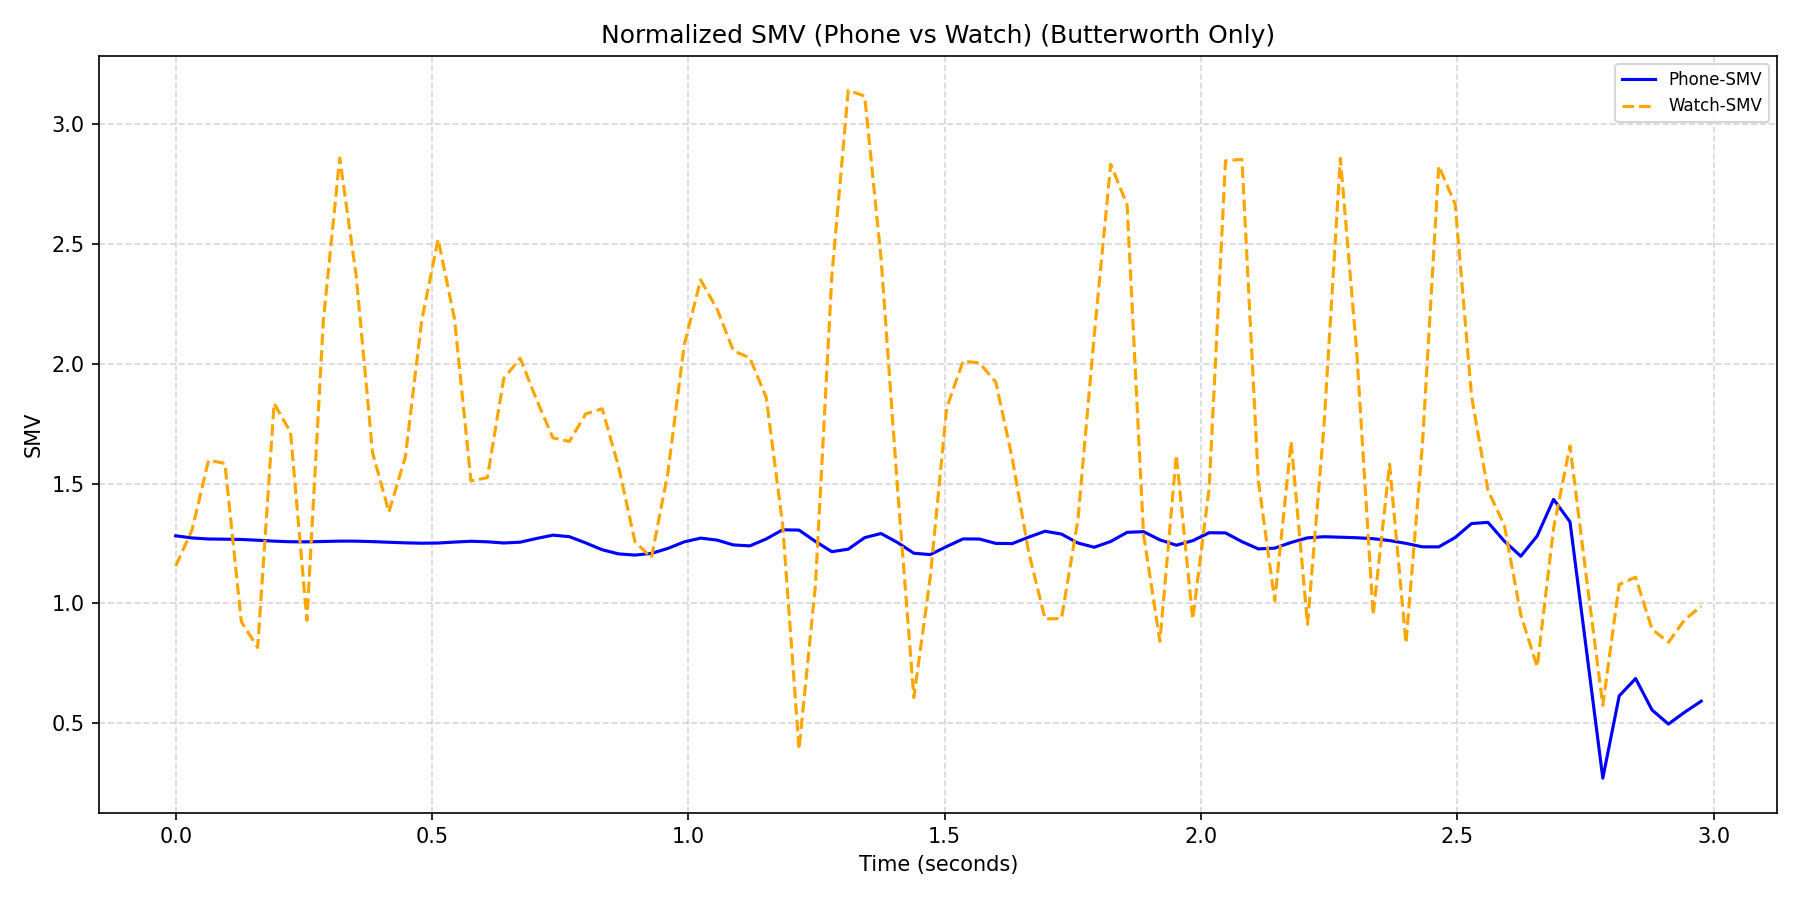 Normalized SMV (Phone vs Watch) (Butterworth Only)
Phone-SMV
Watch-SMV
SMV
3.0
2.5
2.0
1.5
1.0
0.5
0.0 0.5 1.0 1.5 2.0 2.5 3.0
Time (seconds)